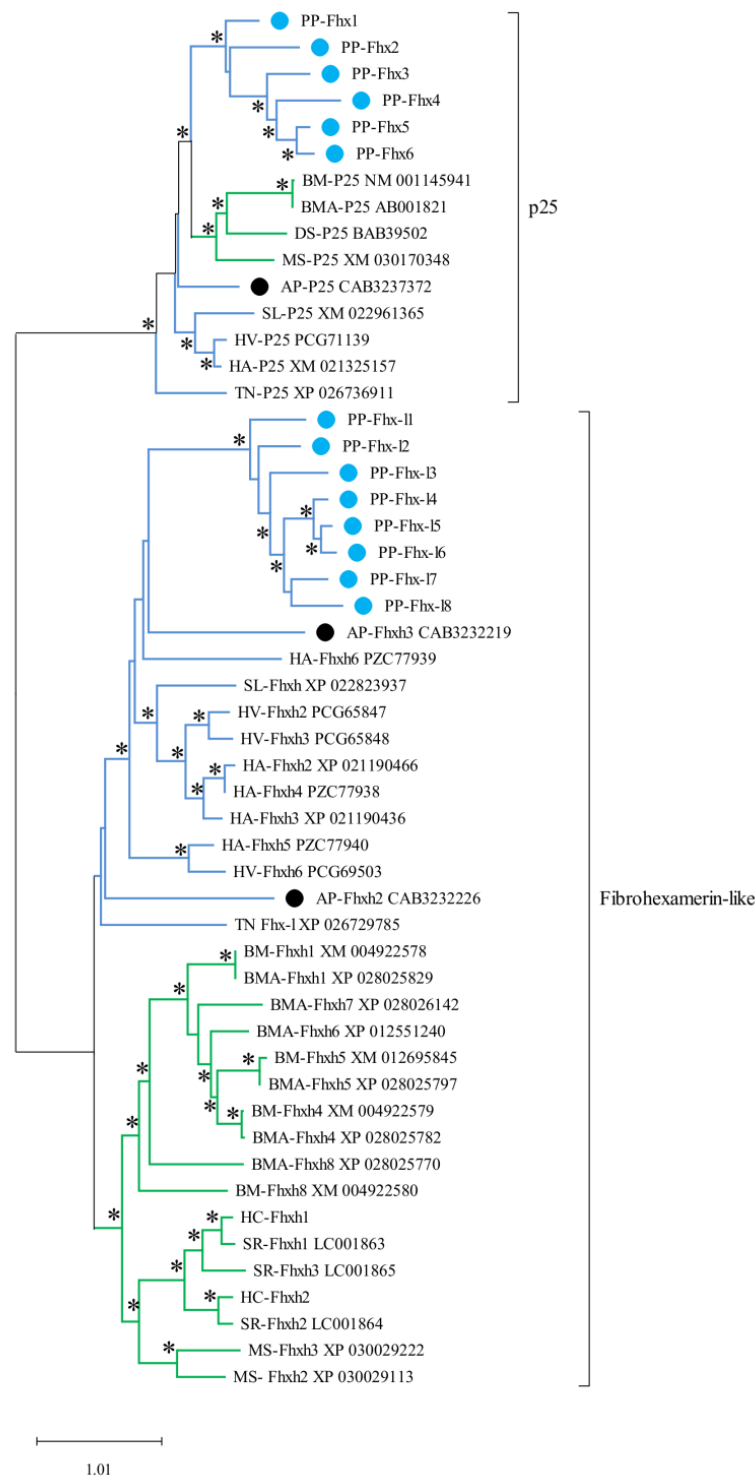 PP-Fhx1
PP-Fhx2
PP-Fhx3
PP-Fhx4
PP-Fhx5
PP-Fhx6
BM-P25 NM 001145941
BMA-P25 AB001821
p25
DS-P25 BAB39502
MS-P25 XM 030170348
AP-P25 CAB3237372
SL-P25 XM 022961365
HV-P25 PCG71139
HA-P25 XM 021325157
TN-P25 XP 026736911
PP-Fhx-l1
PP-Fhx-l2
PP-Fhx-l3
PP-Fhx-l4
PP-Fhx-l5
PP-Fhx-l6
PP-Fhx-l7
PP-Fhx-l8
AP-Fhxh3 CAB3232219
HA-Fhxh6 PZC77939
SL-Fhxh XP 022823937
HV-Fhxh2 PCG65847
HV-Fhxh3 PCG65848
HA-Fhxh2 XP 021190466
HA-Fhxh4 PZC77938
HA-Fhxh3 XP 021190436
HA-Fhxh5 PZC77940
HV-Fhxh6 PCG69503
AP-Fhxh2 CAB3232226
Fibrohexamerin-like
TN Fhx-l XP 026729785
BM-Fhxh1 XM 004922578
BMA-Fhxh1 XP 028025829
BMA-Fhxh7 XP 028026142
BMA-Fhxh6 XP 012551240
BM-Fhxh5 XM 012695845
BMA-Fhxh5 XP 028025797
BM-Fhxh4 XM 004922579
BMA-Fhxh4 XP 028025782
BMA-Fhxh8 XP 028025770
BM-Fhxh8 XM 004922580
HC-Fhxh1
SR-Fhxh1 LC001863
SR-Fhxh3 LC001865
HC-Fhxh2
SR-Fhxh2 LC001864
MS-Fhxh3 XP 030029222
MS- Fhxh2 XP 030029113
1.01